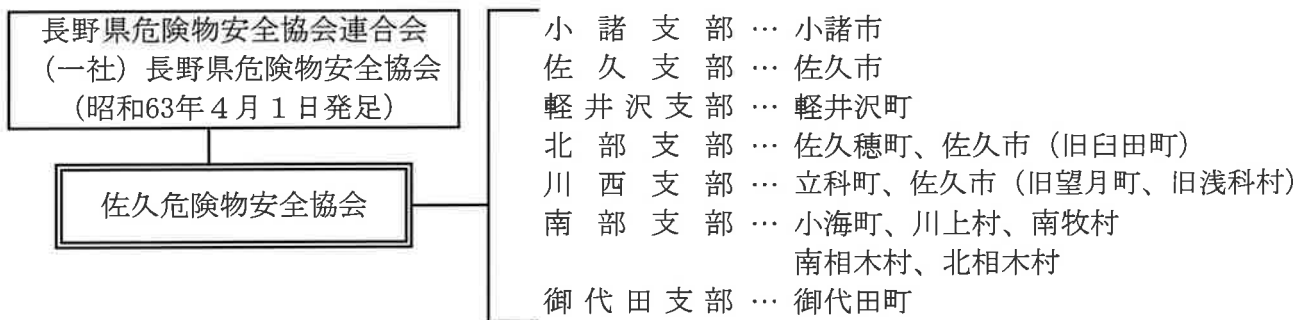 長野県危険物安全協会連合会
（一社）長野県危険物安全協会
（昭和63年４月１日発足）
佐久危険物安全協会
小諸支部 … 小諸市
佐久支部 … 佐久市
軽井沢支部 … 軽井沢町
北部支部 … 佐久穂町、佐久市（旧臼田町）
川西支部 … 立科町、佐久市（旧望月町、旧浅科村）
南部支部 … 小海町、川上村、南牧村
南相木村、北相木村
御代田支部 … 御代田町